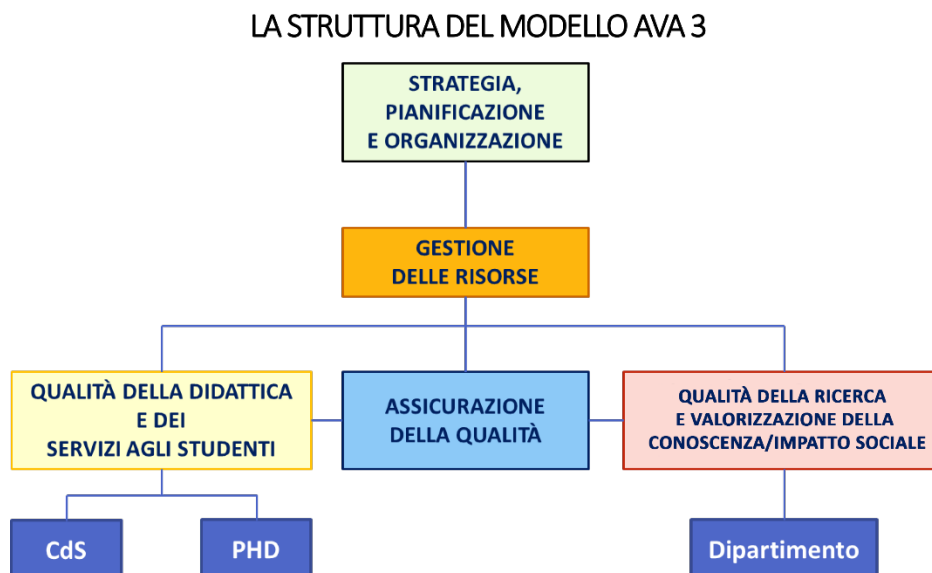 LA STRUTTURA DEL MODELLO AVA 3
STRATEGIA,
PIANIFICAZIONE
E ORGANIZZAZIONE
GESTIONE
DELLE RISORSE
QUALITÀ DELLA DIDATTICA
E DEI
SERVIZI AGLI STUDENTI
ASSICURAZIONE
DELLA QUALITÀ
QUALITÀ DELLA RICERCA
E VALORIZZAZIONE DELLA
CONOSCENZA/IMPATTO SOCIALE
CdS
PHD
Dipartimento